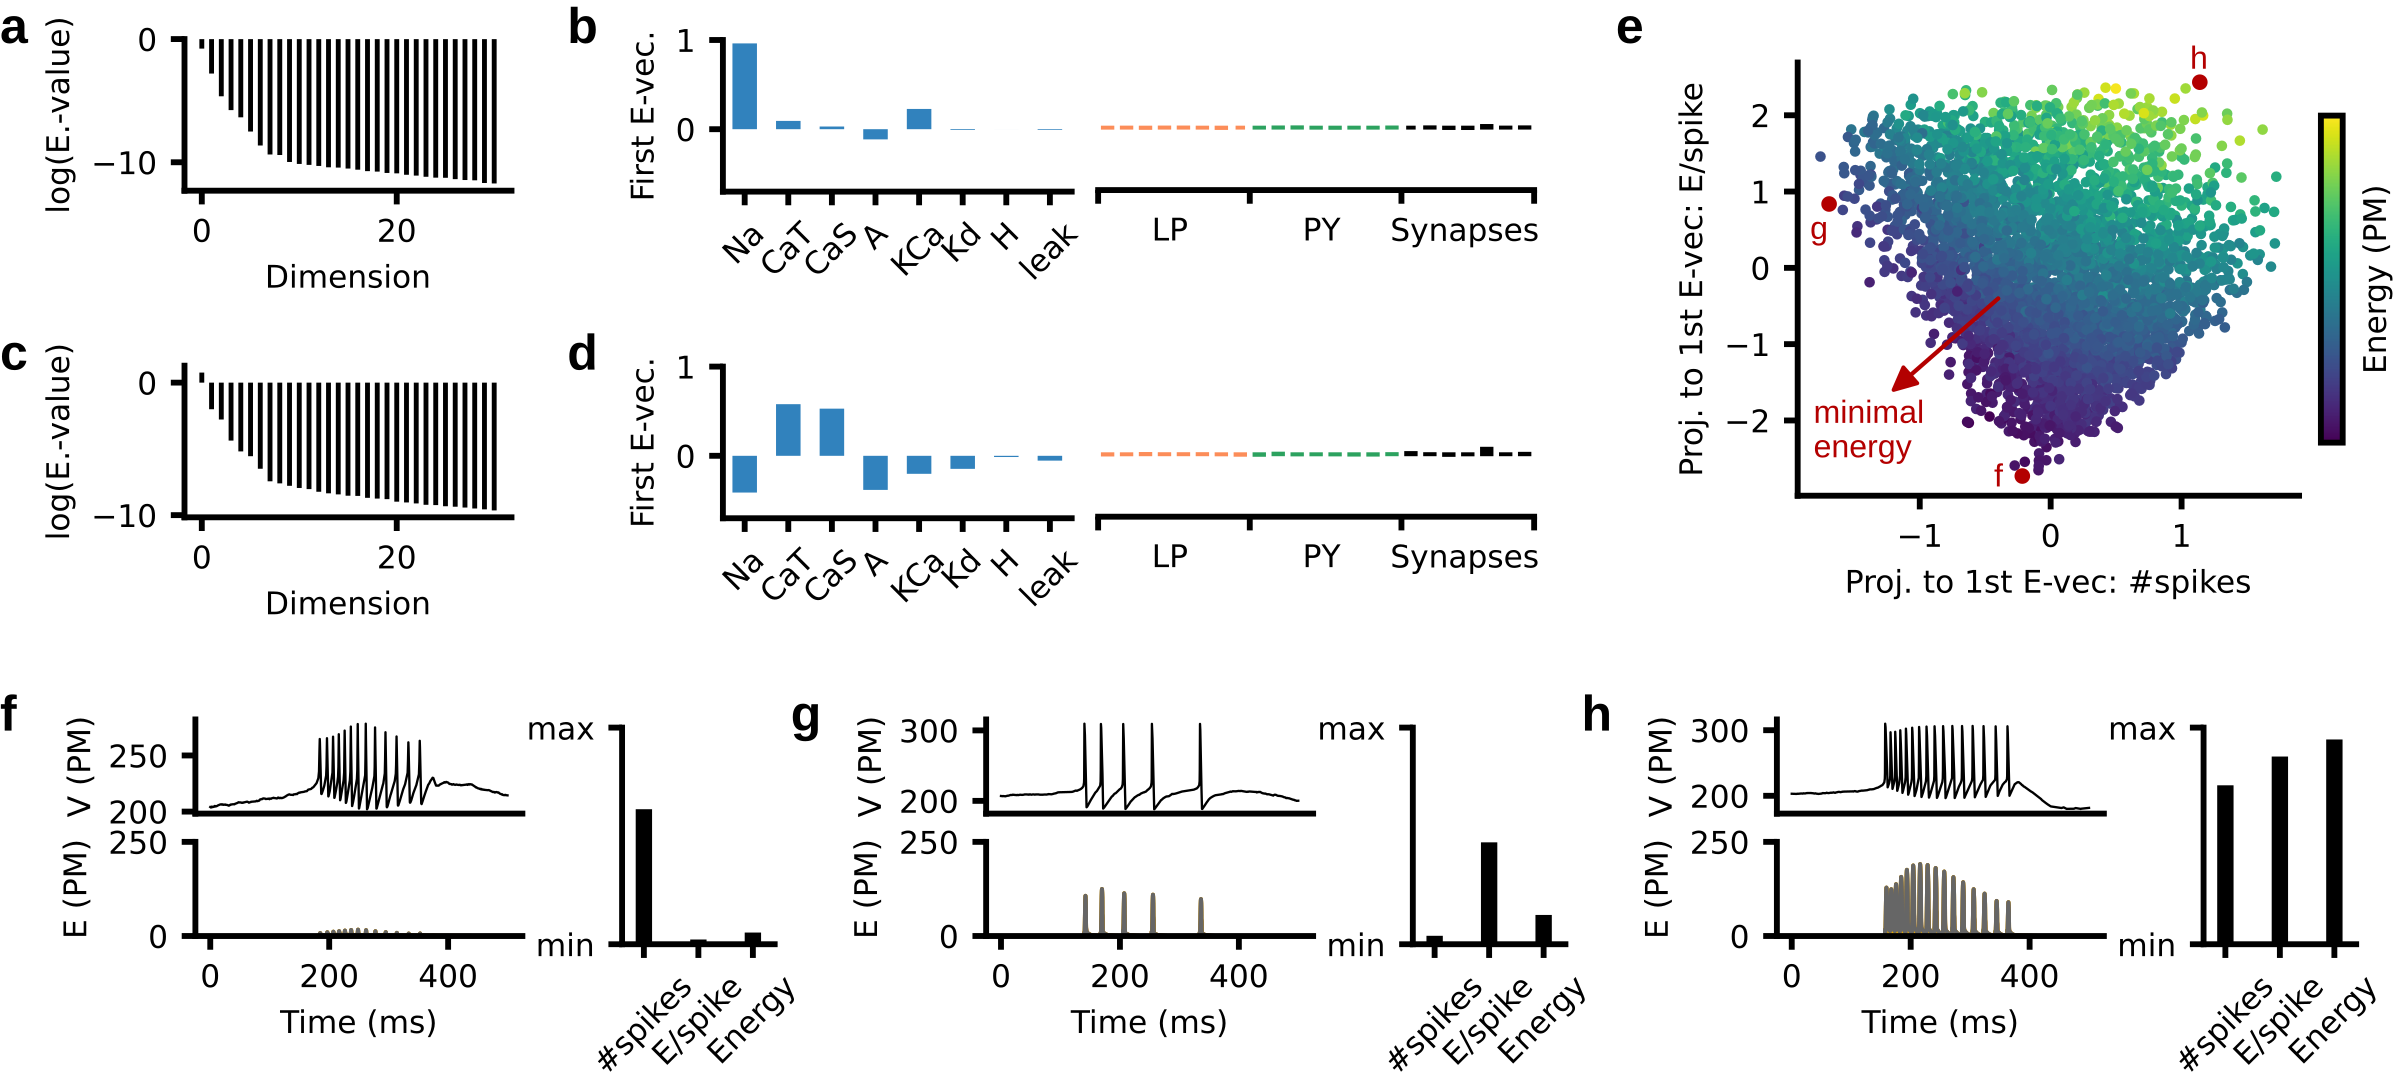 a
log(E.-value)
0
−10
0
20
Dimension
b
First E-vec.
1
0
Na
CaT
CaS
A
KCa
Kd
H
leak
LP
PY
Synapses
c
log(E.-value)
0
−10
0
20
Dimension
d
First E-vec.
1
0
Na
CaT
CaS
A
KCa
Kd
H
leak
LP
PY
Synapses
e
Proj. to 1st E-vec: E/spike
2
1
0
−1
−2
h
g
minimal
energy
f
−1
0
1
Proj. to 1st E-vec: #spikes
Energy (PM)
f
V (PM)
250
200
E (PM)
250
0
0
200
400
Time (ms)
max
min
#spikes
E/spike
Energy
g
V (PM)
300
200
E (PM)
250
0
0
200
400
Time (ms)
max
min
#spikes
E/spike
Energy
h
V (PM)
300
200
E (PM)
250
0
0
200
400
Time (ms)
max
min
#spikes
E/spike
Energy